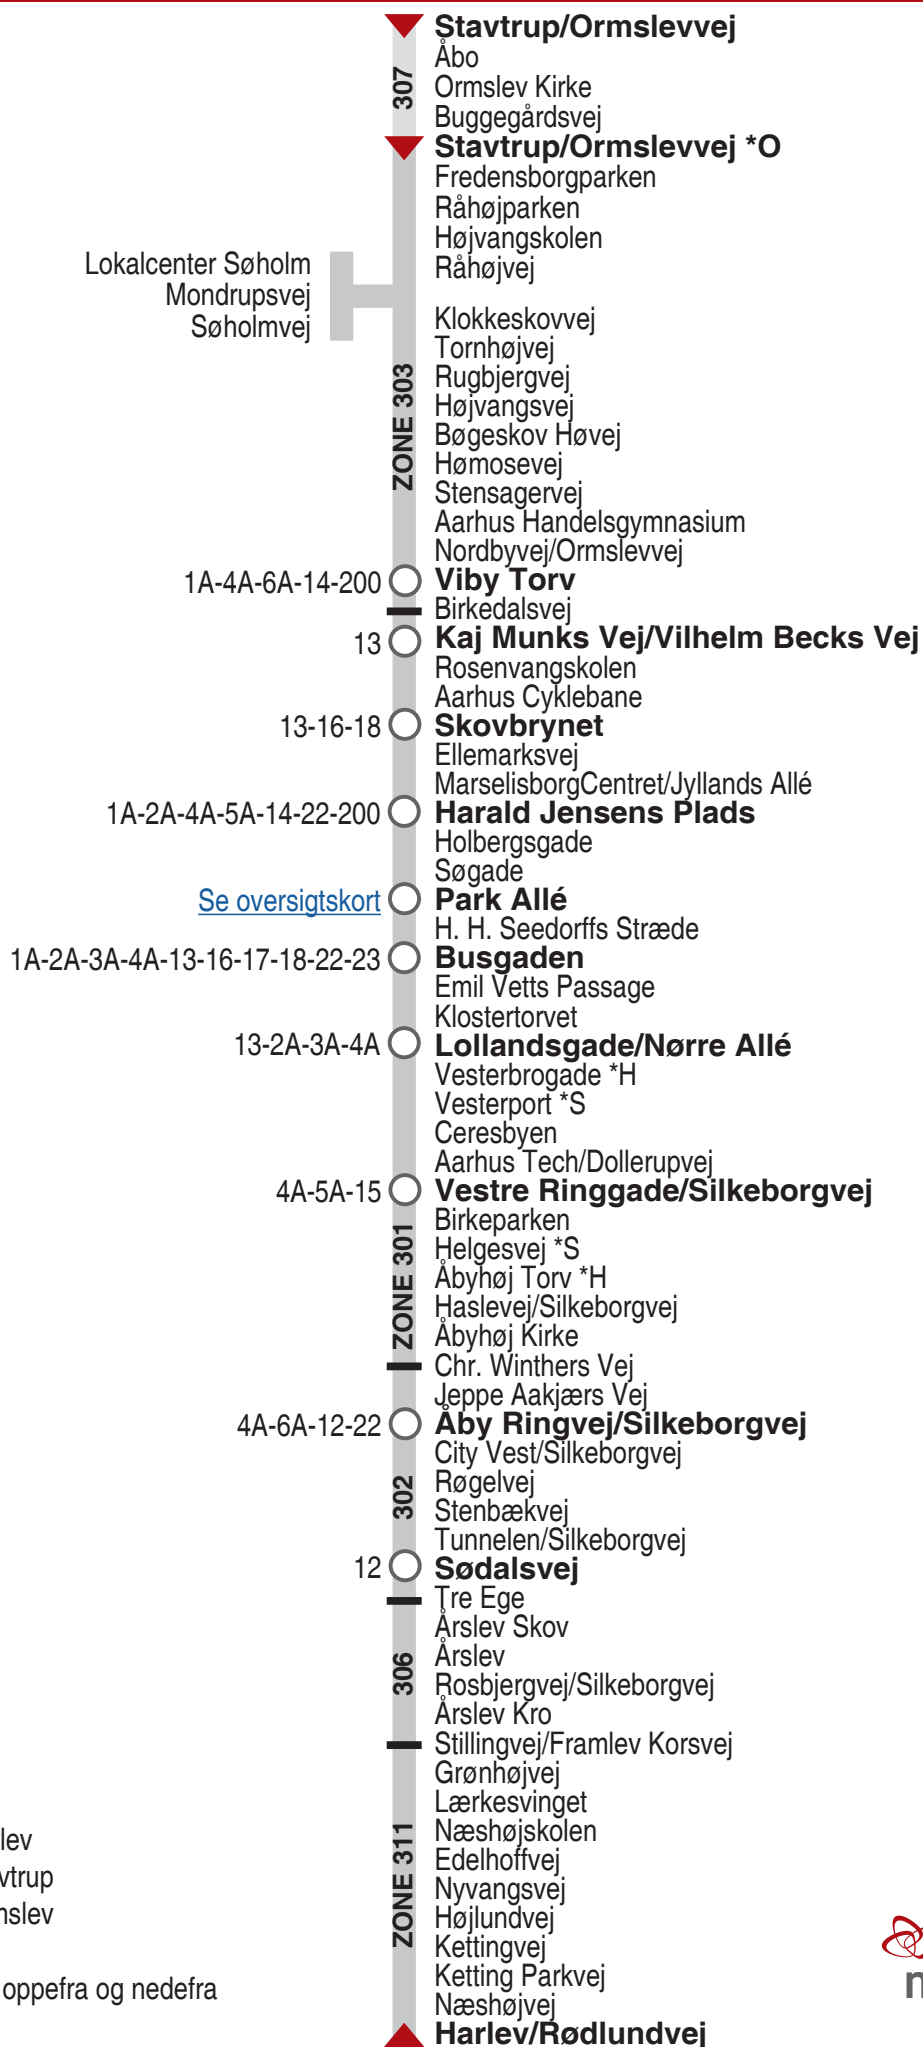 Stavtrup/Ormslevvej
Åbo
307
Ormslev Kirke
Buggegårdsvej
Stavtrup/Ormslevvej *O
Fredensborgparken
Råhøjparken
Højvangskolen
Råhøjvej
Lokalcenter Søholm
Mondrupsvej
Søholmvej
Klokkeskovvej
Tornhøjvej
Rugbjergvej
Højvangsvej
ZONE 303
Bøgeskov Høvej
Hømosevej
Stensagervej
Aarhus Handelsgymnasium
Nordbyvej/Ormslevvej
1A-4A-6A-14-200 Viby Torv
Birkedalsvej
13 Kaj Munks Vej/Vilhelm Becks Vej
Rosenvangskolen
Aarhus Cyklebane
13-16-18 Skovbrynet
Ellemarksvej
MarselisborgCentret/Jyllands Allé
1A-2A-4A-5A-14-22-200 Harald Jensens Plads
Holbergsgade
Søgade
Se oversigtskort Park Allé
H. H. Seedorffs Stræde
1A-2A-3A-4A-13-16-17-18-22-23 Busgaden
Emil Vetts Passage
Klostertorvet
13-2A-3A-4A Lollandsgade/Nørre Allé
Vesterbrogade *H
Vesterport *S
Ceresbyen
Aarhus Tech/Dollerupvej
4A-5A-15 Vestre Ringgade/Silkeborgvej
Birkeparken
Helgesvej *S
ZONE 301
Åbyhøj Torv *H
Haslevej/Silkeborgvej
Åbyhøj Kirke
Chr. Winthers Vej
Jeppe Aakjærs Vej
4A-6A-12-22 Åby Ringvej/Silkeborgvej
City Vest/Silkeborgvej
Røgelvej
302
Stenbækvej
Tunnelen/Silkeborgvej
12 Sødalsvej
Tre Ege
Årslev Skov
Årslev
306
Rosbjergvej/Silkeborgvej
Årslev Kro
Stillingvej/Framlev Korsvej
Grønhøjvej
Lærkesvinget
Næshøjskolen
Edelhoffvej
ZONE 311
Nyvangsvej
Højlundvej
Kettingvej
Ketting Parkvej
Næshøjvej
Harlev/Rødlundvej
lev
vtrup
nslev
oppefra og nedefra